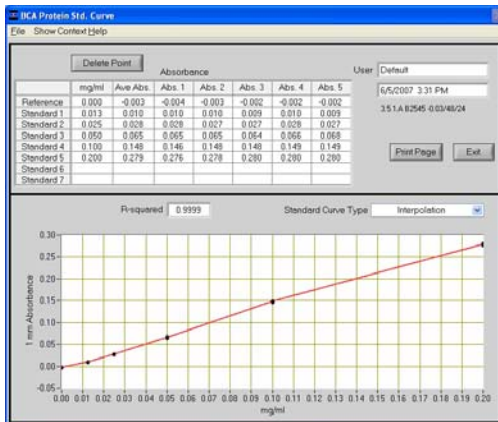 BCA Protein Std. Curve
File Show Context Help
Delete Point
Absorbance
User Default
6/5/2007 3:31 PM
3.5.1.A B2545 -0.03/48/24
mg/ml Ave Abs. Abs. 1 Abs. 2 Abs. 3 Abs. 4 Abs. 5
Reference 0.000 -0.003 -0.004 -0.003 -0.002 -0.002 -0.002
Standard 1 0.013 0.010 0.010 0.010 0.009 0.010 0.009
Standard 2 0.025 0.028 0.028 0.027 0.027 0.028 0.027
Standard 3 0.050 0.065 0.065 0.065 0.064 0.066 0.068
Standard 4 0.100 0.148 0.146 0.148 0.148 0.149 0.149
Standard 5 0.200 0.279 0.276 0.278 0.280 0.280 0.280
Standard 6
Standard 7
Print Page Exit
R-squared 0.9999
Standard Curve Type Interpolation
0.30
0.25
0.20
0.15
0.10
0.05
0.00
-0.05
1 mm Absorbance
0.00 0.01 0.02 0.03 0.04 0.05 0.06 0.07 0.08 0.09 0.10 0.11 0.12 0.13 0.14 0.15 0.16 0.17 0.18 0.19 0.20
mg/ml